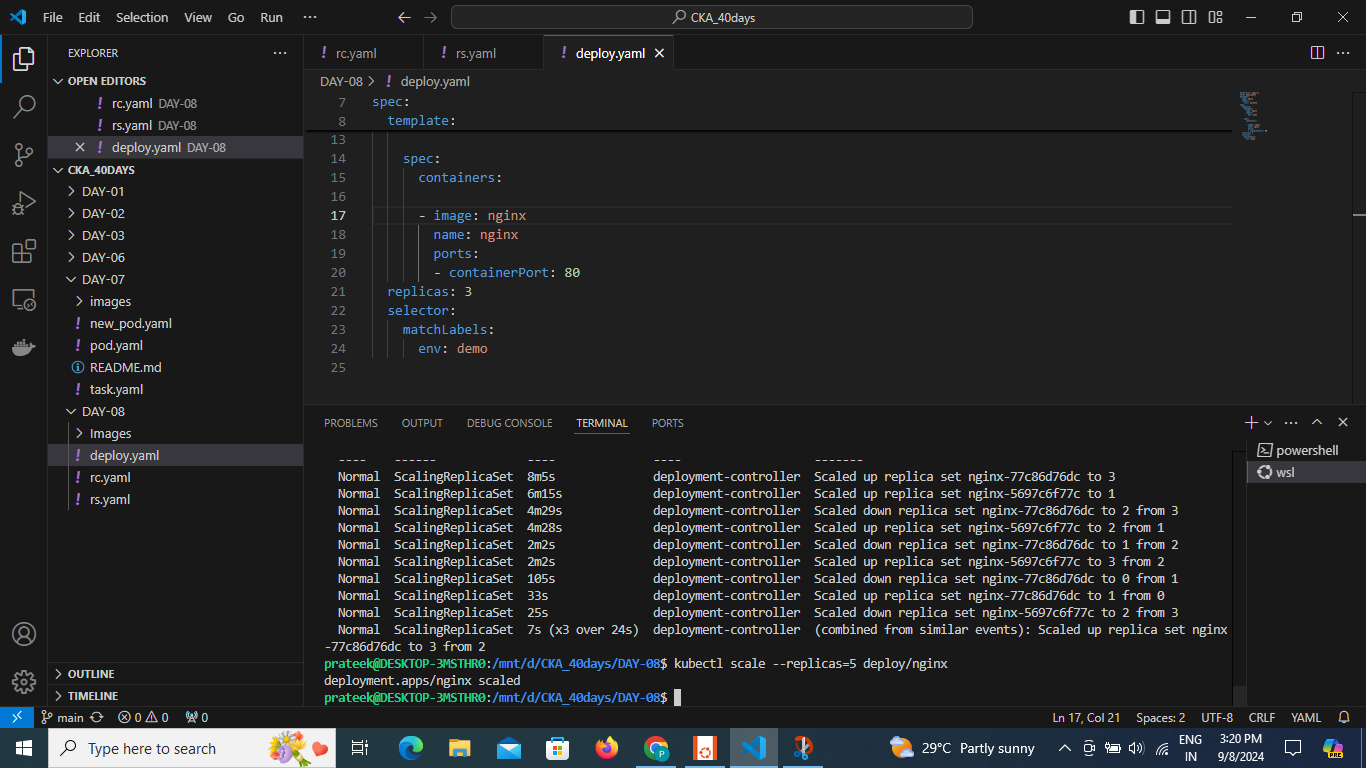 File Edit Selection View Go Run ··· CKA_40days
EXPLORER ···
OPEN EDITORS
! rc.yaml DAY-08
! rs.yaml DAY-08
× ! deploy.yaml DAY-08
CKA_40DAYS
DAY-01
DAY-02
DAY-03
DAY-06
DAY-07
images
! new_pod.yaml
! pod.yaml
README.md
! task.yaml
DAY-08
Images
! deploy.yaml
! rc.yaml
! rs.yaml
OUTLINE
TIMELINE
! rc.yaml ! rs.yaml ! deploy.yaml ×
DAY-08 > ! deploy.yaml
7 spec:
8 template:
13
14 spec:
15 containers:
16
17 - image: nginx
18 name: nginx
19 ports:
20 - containerPort: 80
21 replicas: 3
22 selector:
23 matchLabels:
24 env: demo
25
PROBLEMS OUTPUT DEBUG CONSOLE TERMINAL PORTS
powershell
wsl
---- ------ ---- ---- -------
Normal ScalingReplicaSet 8m5s deployment-controller Scaled up replica set nginx-77c86d76dc to 3
Normal ScalingReplicaSet 6m15s deployment-controller Scaled up replica set nginx-5697c6f77c to 1
Normal ScalingReplicaSet 4m29s deployment-controller Scaled down replica set nginx-77c86d76dc to 2 from 3
Normal ScalingReplicaSet 4m28s deployment-controller Scaled up replica set nginx-5697c6f77c to 2 from 1
Normal ScalingReplicaSet 2m2s deployment-controller Scaled down replica set nginx-77c86d76dc to 1 from 2
Normal ScalingReplicaSet 2m2s deployment-controller Scaled up replica set nginx-5697c6f77c to 3 from 2
Normal ScalingReplicaSet 105s deployment-controller Scaled down replica set nginx-77c86d76dc to 0 from 1
Normal ScalingReplicaSet 33s deployment-controller Scaled up replica set nginx-77c86d76dc to 1 from 0
Normal ScalingReplicaSet 25s deployment-controller Scaled down replica set nginx-5697c6f77c to 2 from 3
Normal ScalingReplicaSet 7s (x3 over 24s) deployment-controller (combined from similar events): Scaled up replica set nginx
-77c86d76dc to 3 from 2
prateek@DESKTOP-3MSTHR0:/mnt/d/CKA_40days/DAY-08$ kubectl scale --replicas=5 deploy/nginx
deployment.apps/nginx scaled
prateek@DESKTOP-3MSTHR0:/mnt/d/CKA_40days/DAY-08$
main 0 0 0 Ln 17, Col 21 Spaces: 2 UTF-8 CRLF YAML
Type here to search 29°C Partly sunny ENG IN 3:20 PM 9/8/2024 PRE